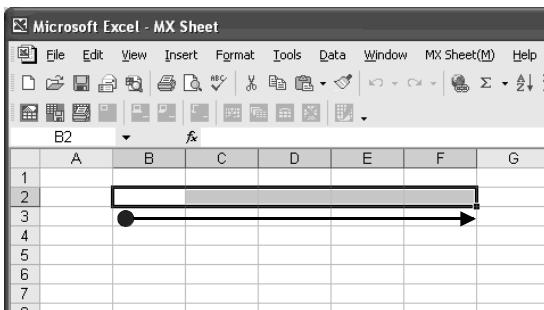 Microsoft Excel - MX Sheet
File Edit View Insert Format Tools Data Window MX Sheet(M) Help
ABC Σ A Z
B2 fx
A B C D E F G
1
2
3
4
5
6
7